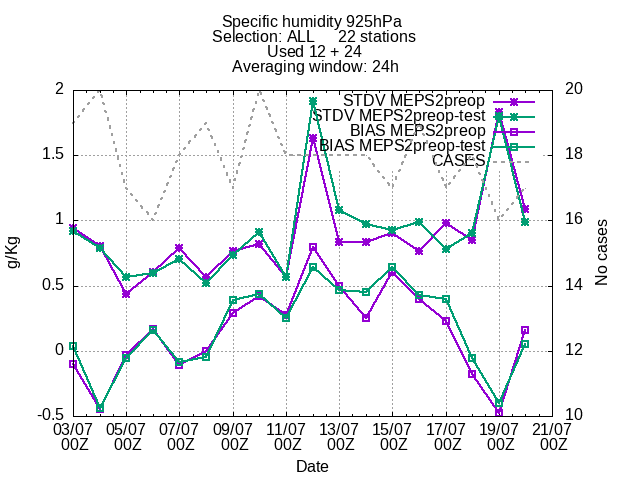 Specific humidity 925hPa
Selection: ALL 22 stations
Used 12 + 24
Averaging window: 24h
STDV MEPS2preop
STDV MEPS2preop-test
BIAS MEPS2preop
BIAS MEPS2preop-test
CASES
2
1.5
1
0.5
0
-0.5
g/Kg
20
18
16
14
12
10
No cases
03/07 05/07 07/07 09/07 11/07 13/07 15/07 17/07 19/07 21/07
00Z 00Z 00Z 00Z 00Z 00Z 00Z 00Z 00Z 00Z
Date